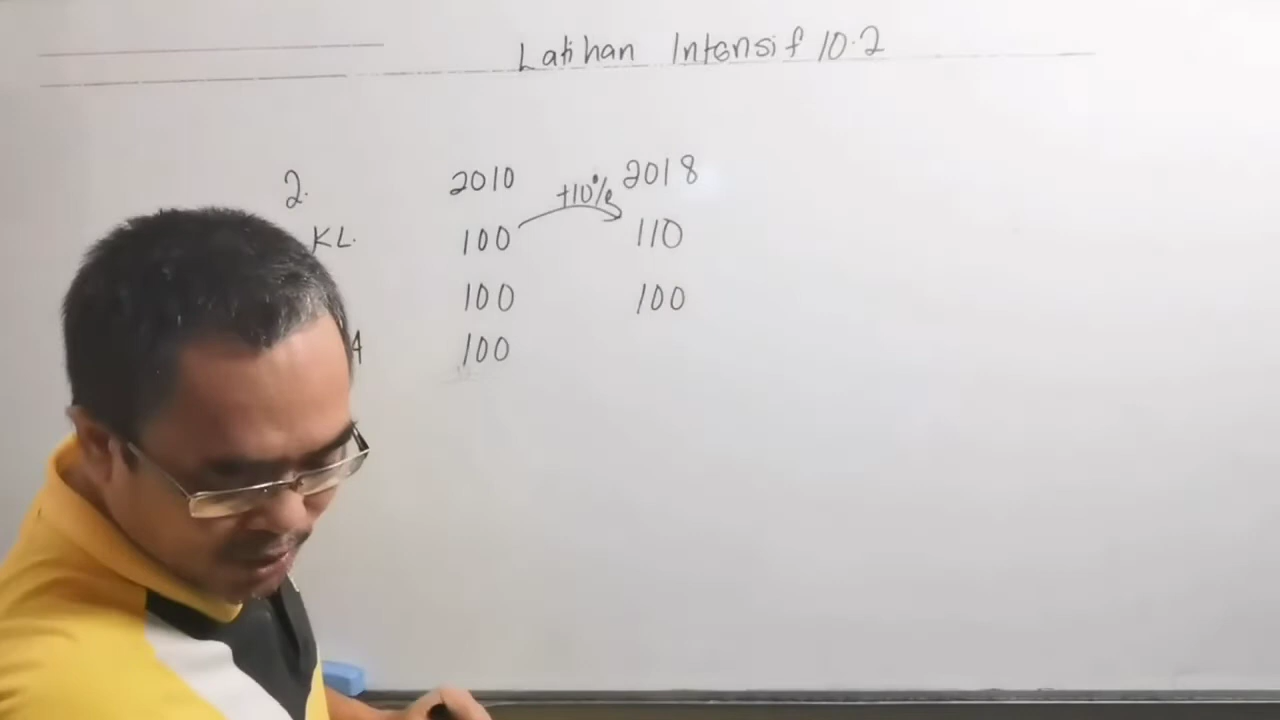 Latihan Intensif 10.2
2. 2010 +10% 2018
KL. 100 110
100 100
A 100